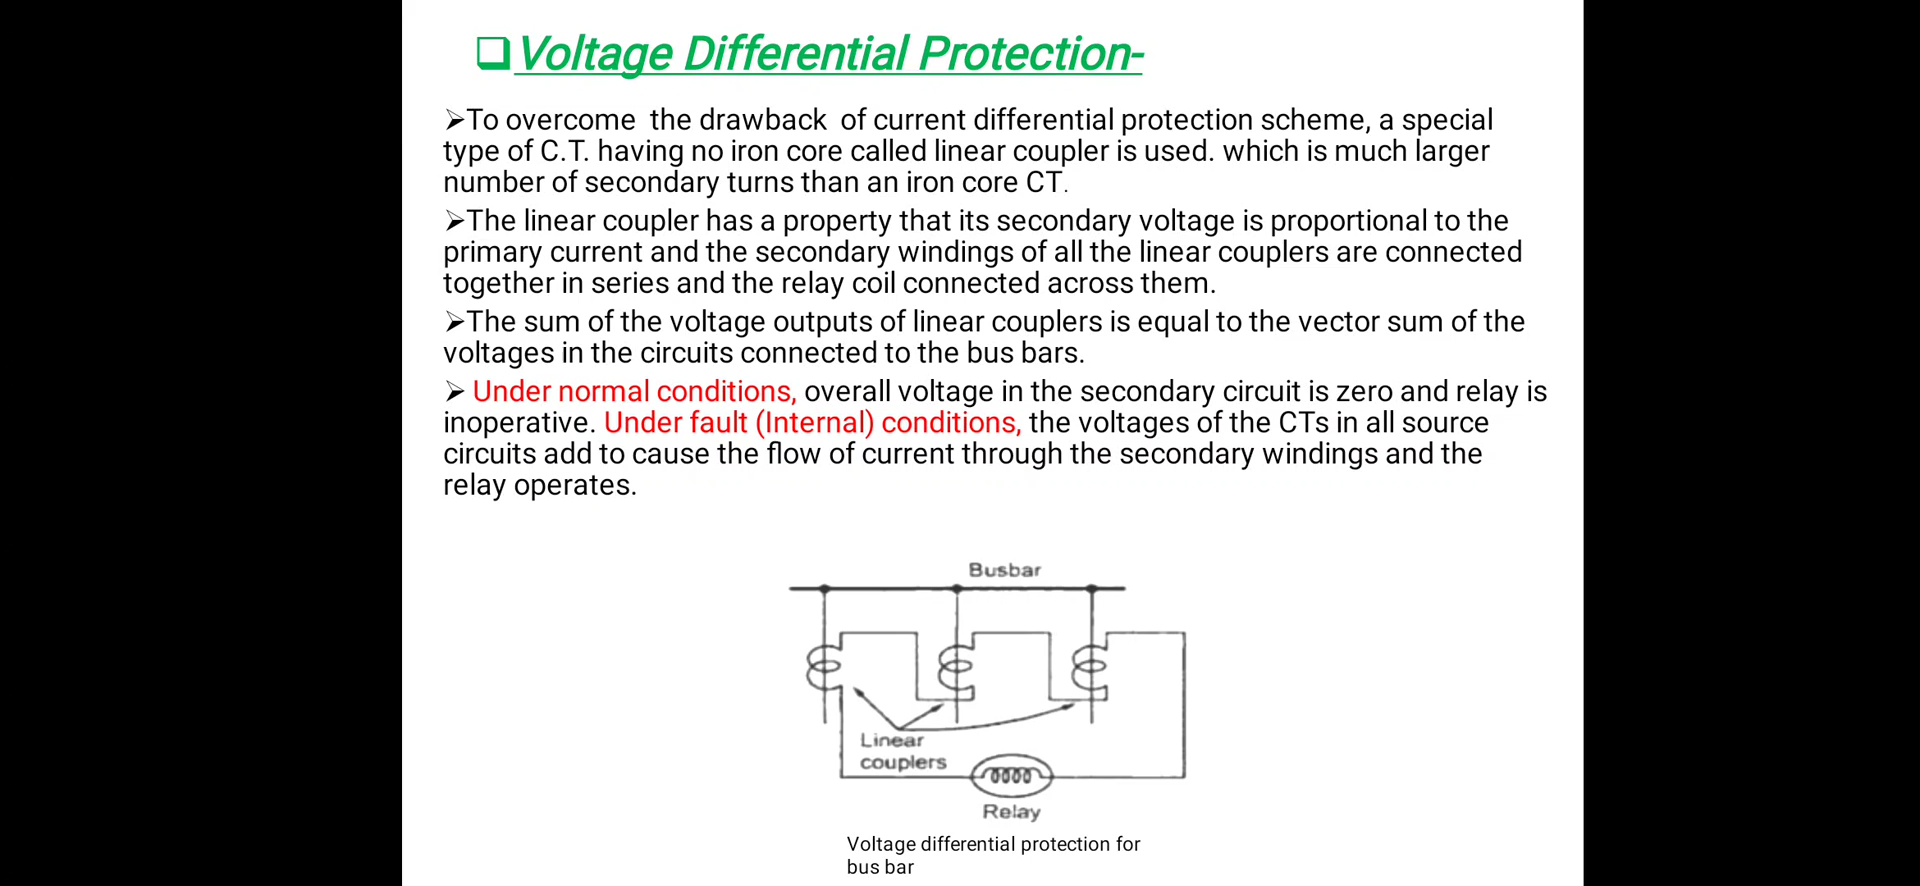 ❑Voltage Differential Protection-
➢To overcome the drawback of current differential protection scheme, a special
type of C.T. having no iron core called linear coupler is used. which is much larger
number of secondary turns than an iron core CT.
➢The linear coupler has a property that its secondary voltage is proportional to the
primary current and the secondary windings of all the linear couplers are connected
together in series and the relay coil connected across them.
➢The sum of the voltage outputs of linear couplers is equal to the vector sum of the
voltages in the circuits connected to the bus bars.
➢ Under normal conditions, overall voltage in the secondary circuit is zero and relay is
inoperative. Under fault (Internal) conditions, the voltages of the CTs in all source
circuits add to cause the flow of current through the secondary windings and the
relay operates.
Busbar
Linear
couplers
Relay
Voltage differential protection for
bus bar